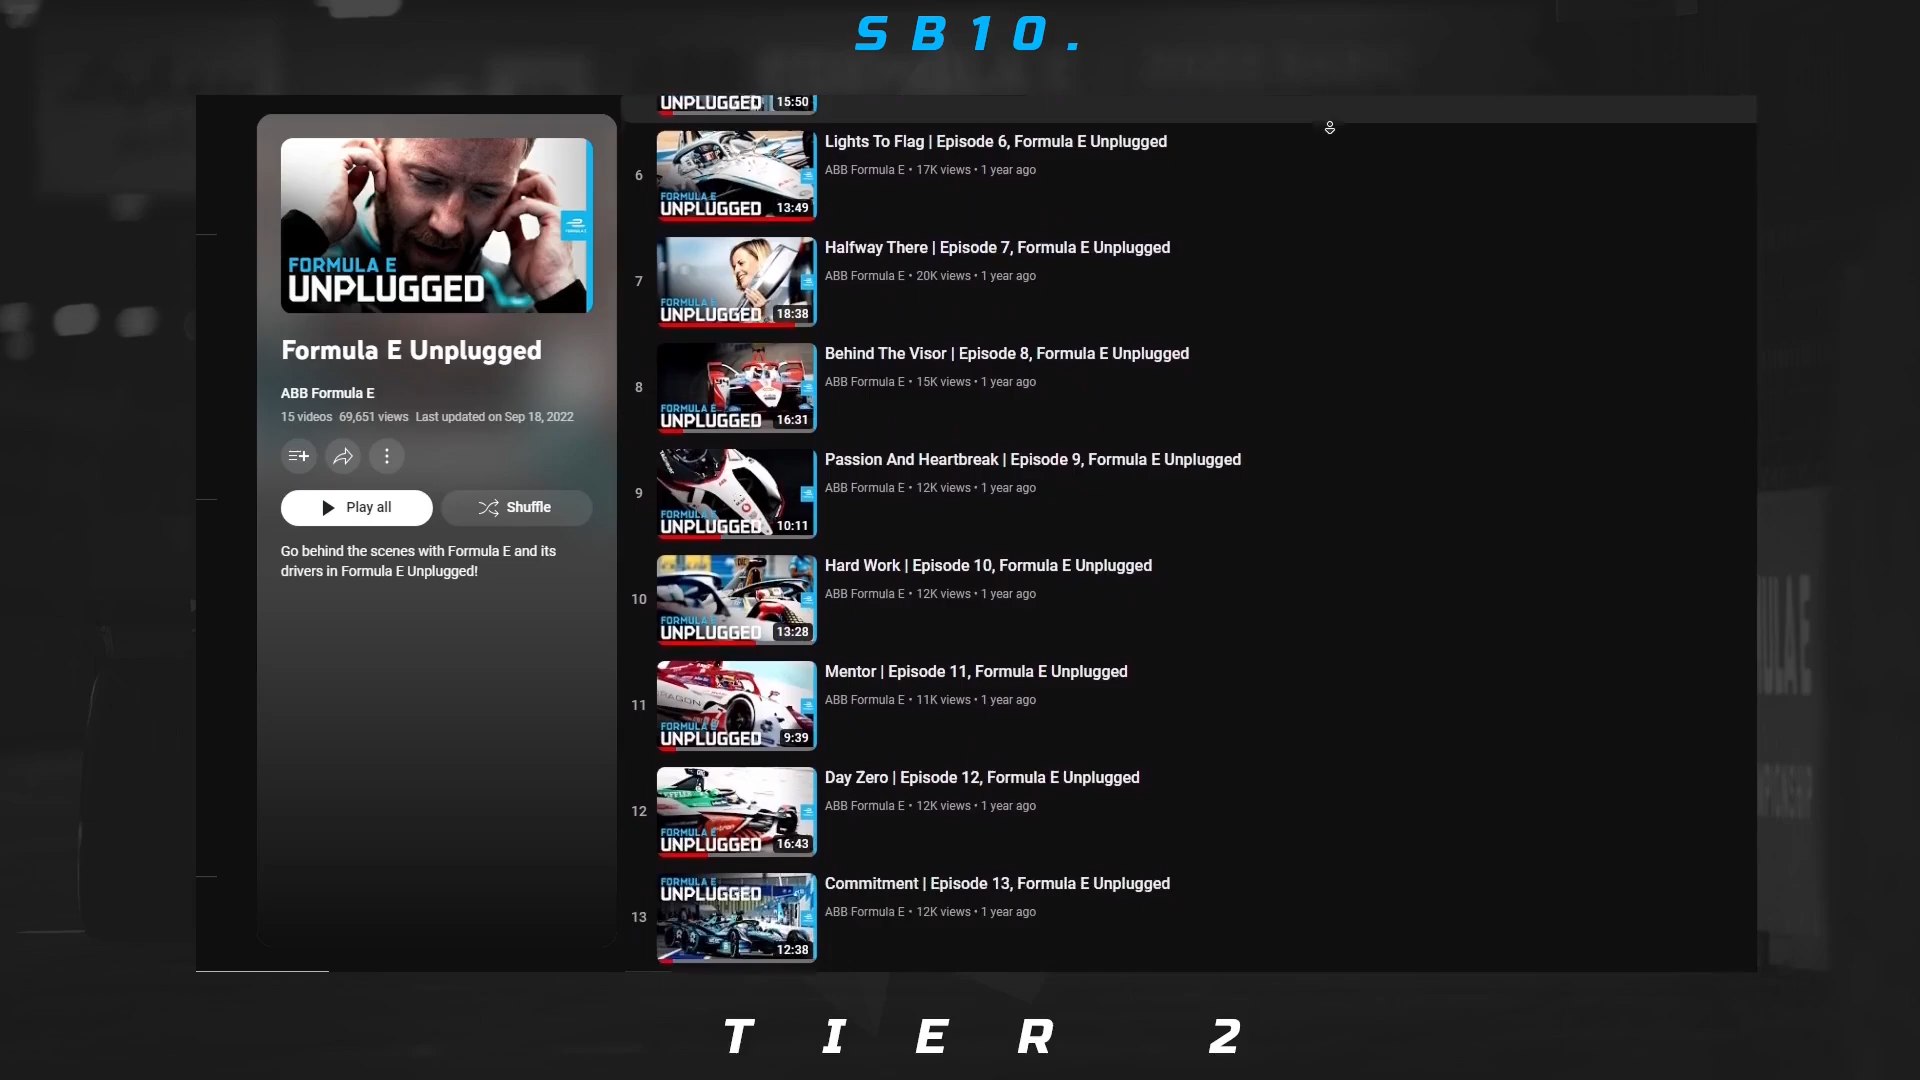 SB10.
UNPLUGGED 15:50
FORMULA E
UNPLUGGED
Formula E Unplugged
ABB Formula E
15 videos 69,651 views Last updated on Sep 18, 2022
Play all
Shuffle
Go behind the scenes with Formula E and its
drivers in Formula E Unplugged!
6
FORMULA E
UNPLUGGED 13:49
Lights To Flag | Episode 6, Formula E Unplugged
ABB Formula E • 17K views • 1 year ago
7
FORMULA E
UNPLUGGED 18:38
Halfway There | Episode 7, Formula E Unplugged
ABB Formula E • 20K views • 1 year ago
8
FORMULA E
UNPLUGGED 16:31
Behind The Visor | Episode 8, Formula E Unplugged
ABB Formula E • 15K views • 1 year ago
9
FORMULA E
UNPLUGGED 10:11
Passion And Heartbreak | Episode 9, Formula E Unplugged
ABB Formula E • 12K views • 1 year ago
10
FORMULA E
UNPLUGGED 13:28
Hard Work | Episode 10, Formula E Unplugged
ABB Formula E • 12K views • 1 year ago
11
FORMULA E
UNPLUGGED 9:39
Mentor | Episode 11, Formula E Unplugged
ABB Formula E • 11K views • 1 year ago
12
FORMULA E
UNPLUGGED 16:43
Day Zero | Episode 12, Formula E Unplugged
ABB Formula E • 12K views • 1 year ago
13
FORMULA E
UNPLUGGED
12:38
Commitment | Episode 13, Formula E Unplugged
ABB Formula E • 12K views • 1 year ago
TIER 2